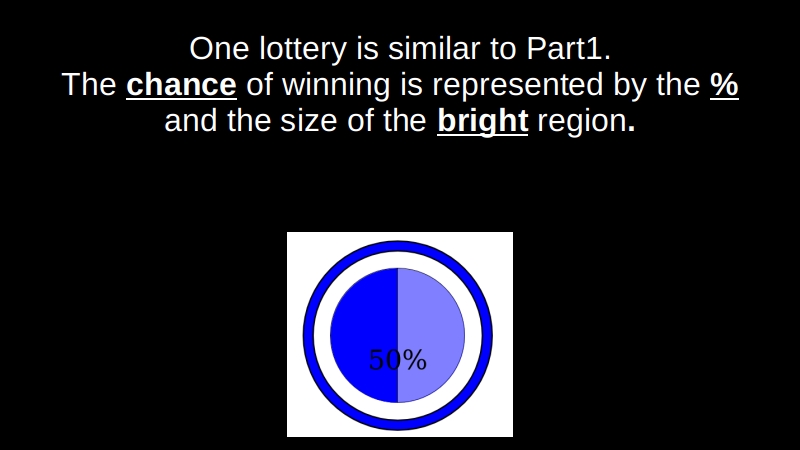 One lottery is similar to Part1.
The chance of winning is represented by the %
and the size of the bright region.
50%